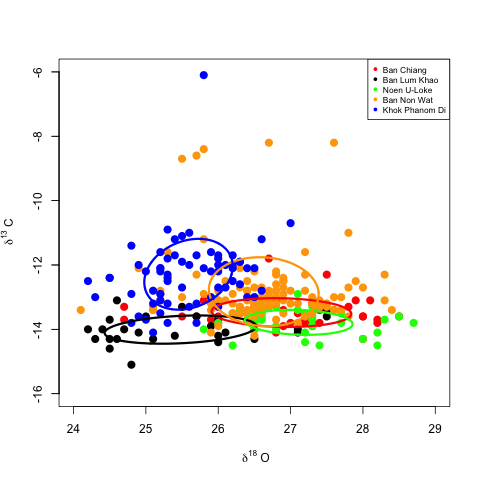 Ban Chiang
Ban Lum Khao
Noen U-Loke
Ban Non Wat
Khok Phanom Di
-6
-8
-10
-12
-14
-16
δ13 C
24
25
26
27
28
29
δ18 O